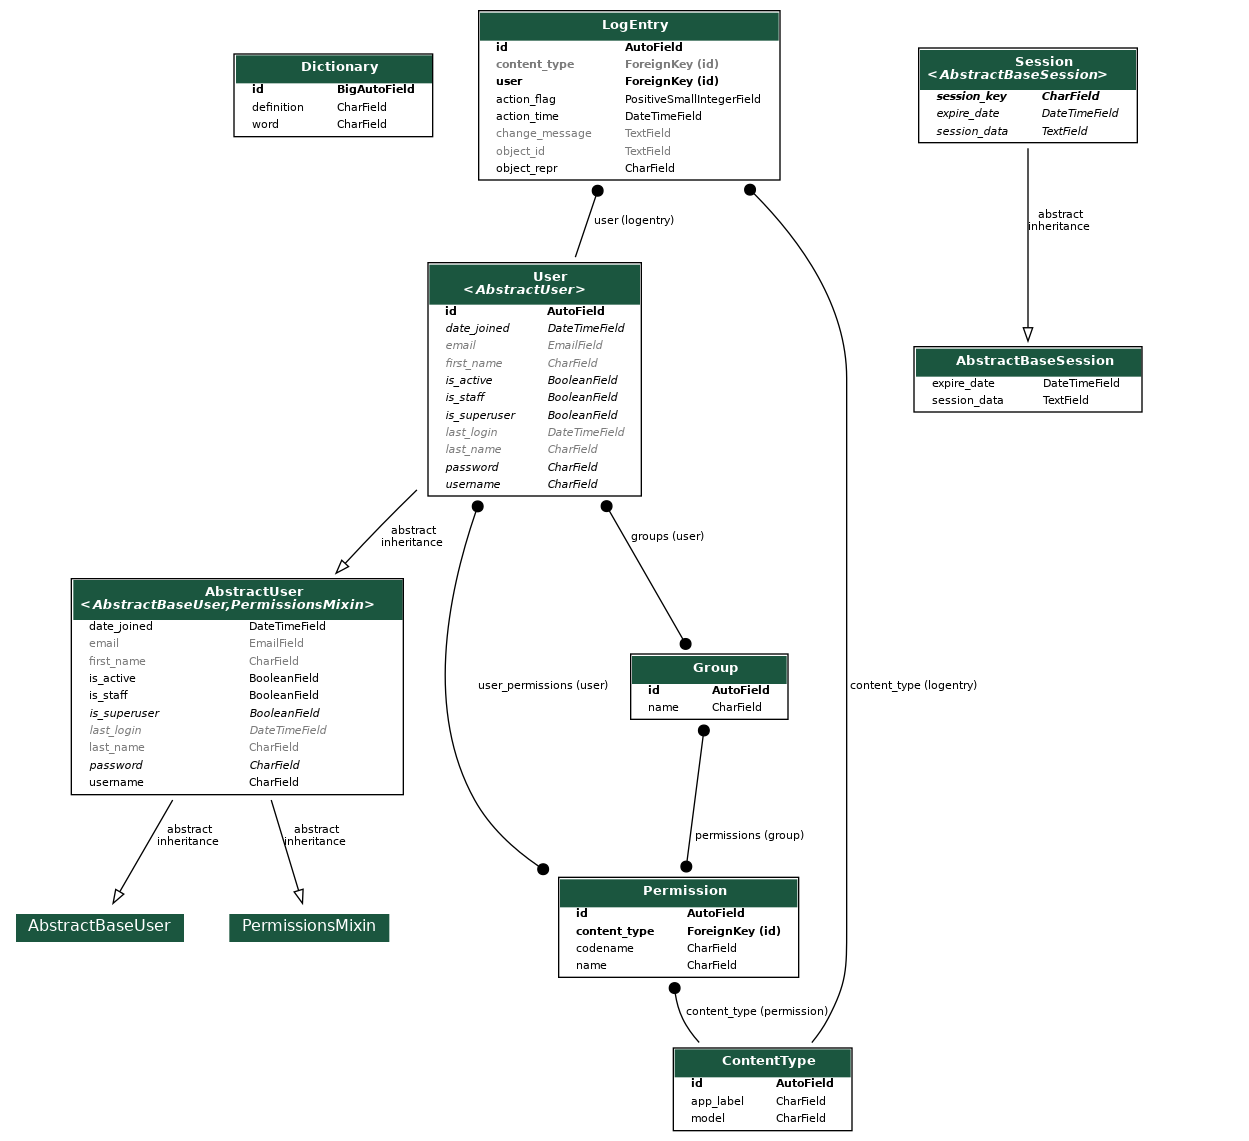 LogEntry
id AutoField
content_type ForeignKey (id)
user ForeignKey (id)
action_flag PositiveSmallIntegerField
action_time DateTimeField
change_message TextField
object_id TextField
object_repr CharField
Dictionary
id BigAutoField
definition CharField
word CharField
Session
<AbstractBaseSession>
session_key CharField
expire_date DateTimeField
session_data TextField
abstract
inheritance
user (logentry)
User
<AbstractUser>
id AutoField
date_joined DateTimeField
email EmailField
first_name CharField
is_active BooleanField
is_staff BooleanField
is_superuser BooleanField
last_login DateTimeField
last_name CharField
password CharField
username CharField
AbstractBaseSession
expire_date DateTimeField
session_data TextField
abstract
inheritance
groups (user)
AbstractUser
<AbstractBaseUser,PermissionsMixin>
date_joined DateTimeField
email EmailField
first_name CharField
is_active BooleanField
is_staff BooleanField
is_superuser BooleanField
last_login DateTimeField
last_name CharField
password CharField
username CharField
user_permissions (user)
Group
id AutoField
name CharField
content_type (logentry)
abstract
inheritance
abstract
inheritance
permissions (group)
AbstractBaseUser
PermissionsMixin
Permission
id AutoField
content_type ForeignKey (id)
codename CharField
name CharField
content_type (permission)
ContentType
id AutoField
app_label CharField
model CharField